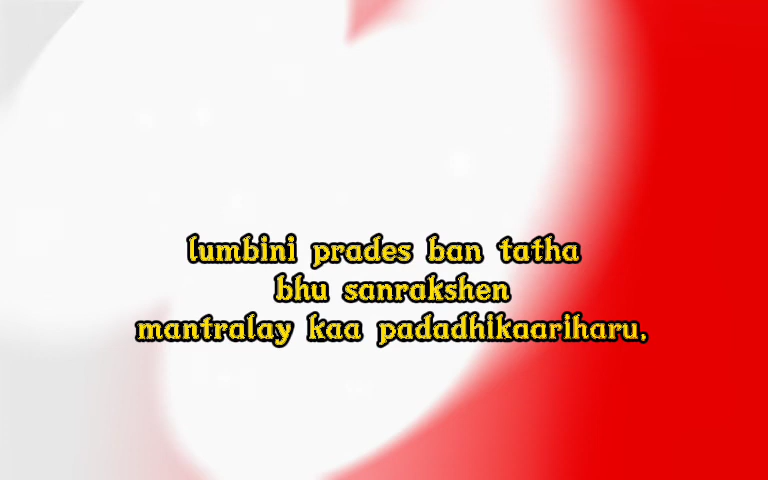 lumbini prades ban tatha
bhu sanrakshen
mantralay kaa padadhikaariharu,